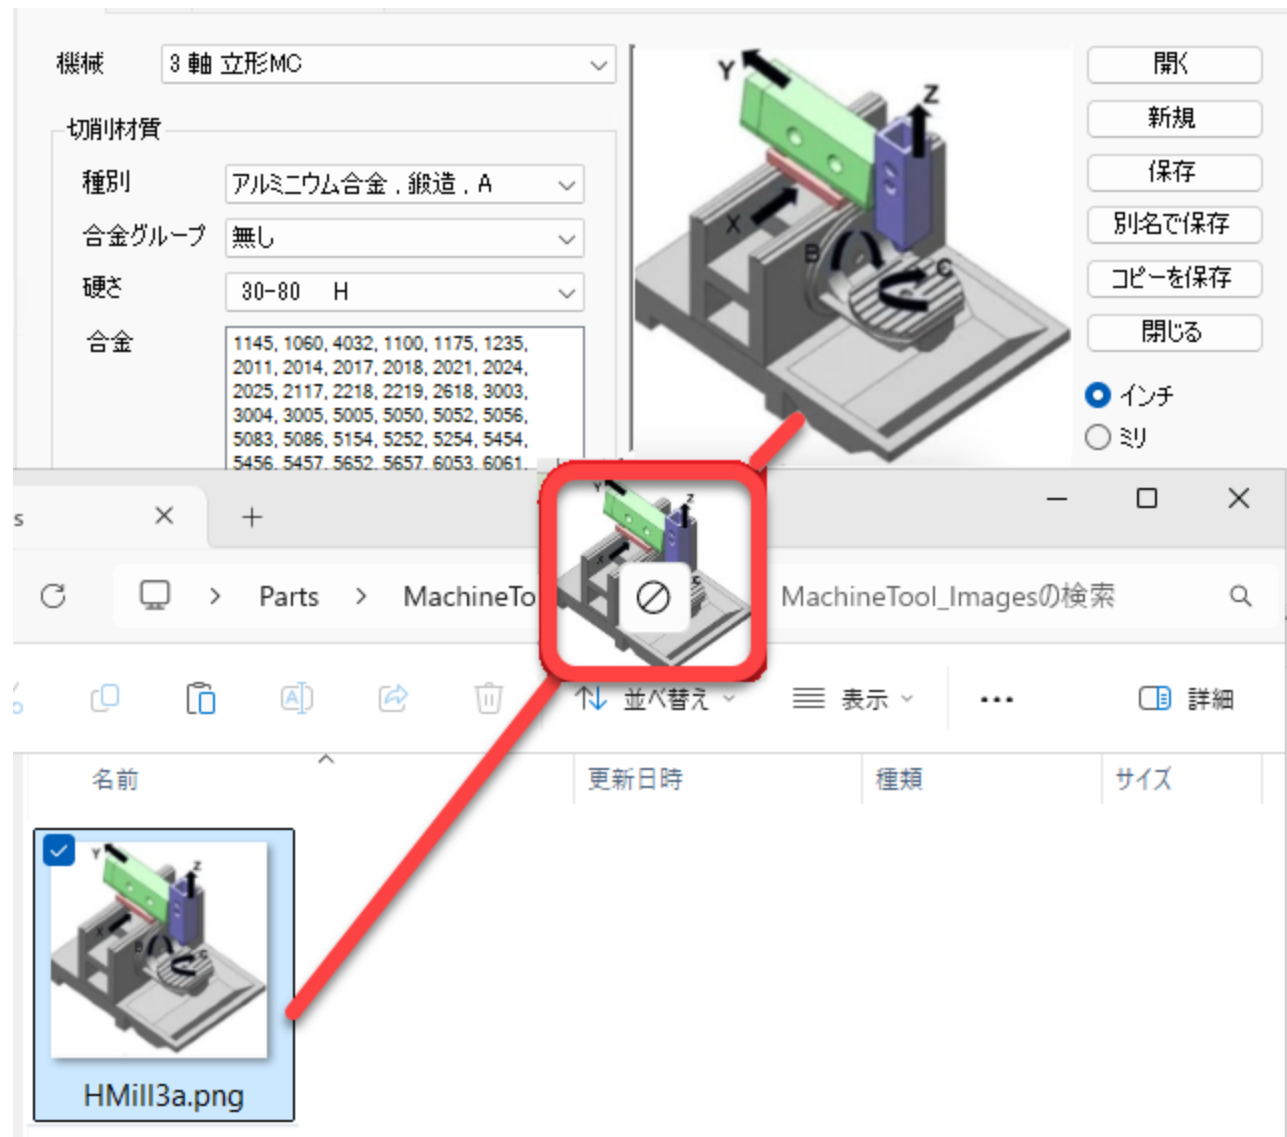 機械
3 軸 立形MC
切削材質
種別
アルミニウム合金 , 鍛造 , A
合金グループ
無し
硬さ
30-80 H
合金
1145, 1060, 4032, 1100, 1175, 1235,
2011, 2014, 2017, 2018, 2021, 2024,
2025, 2117, 2218, 2219, 2618, 3003,
3004, 3005, 5005, 5050, 5052, 5056,
5083, 5086, 5154, 5252, 5254, 5454,
5456, 5457, 5652, 5657, 6053, 6061,
Y
Z
X
B
C
開く
新規
保存
別名で保存
コピーを保存
閉じる
インチ
ミリ
s
Parts > MachineTo
MachineTool_Imagesの検索
Y
Z
X
並べ替え
表示
詳細
名前
更新日時
種類
サイズ
Y
Z
X
B
C
HMill3a.png